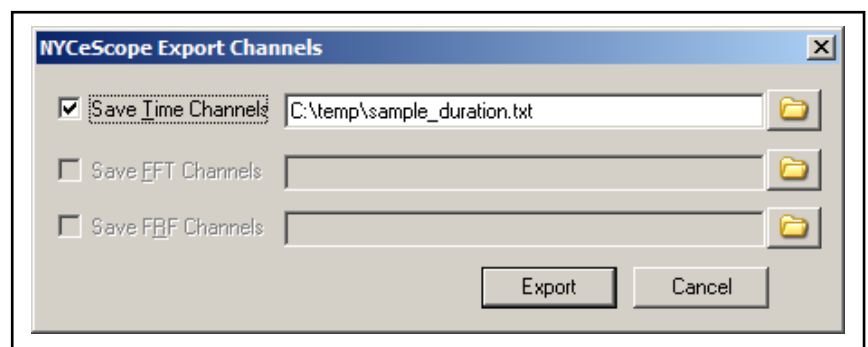 NYCeScope Export Channels
Save Time Channels C:\temp\sample_duration.txt
Save FFT Channels
Save FRF Channels
Export Cancel